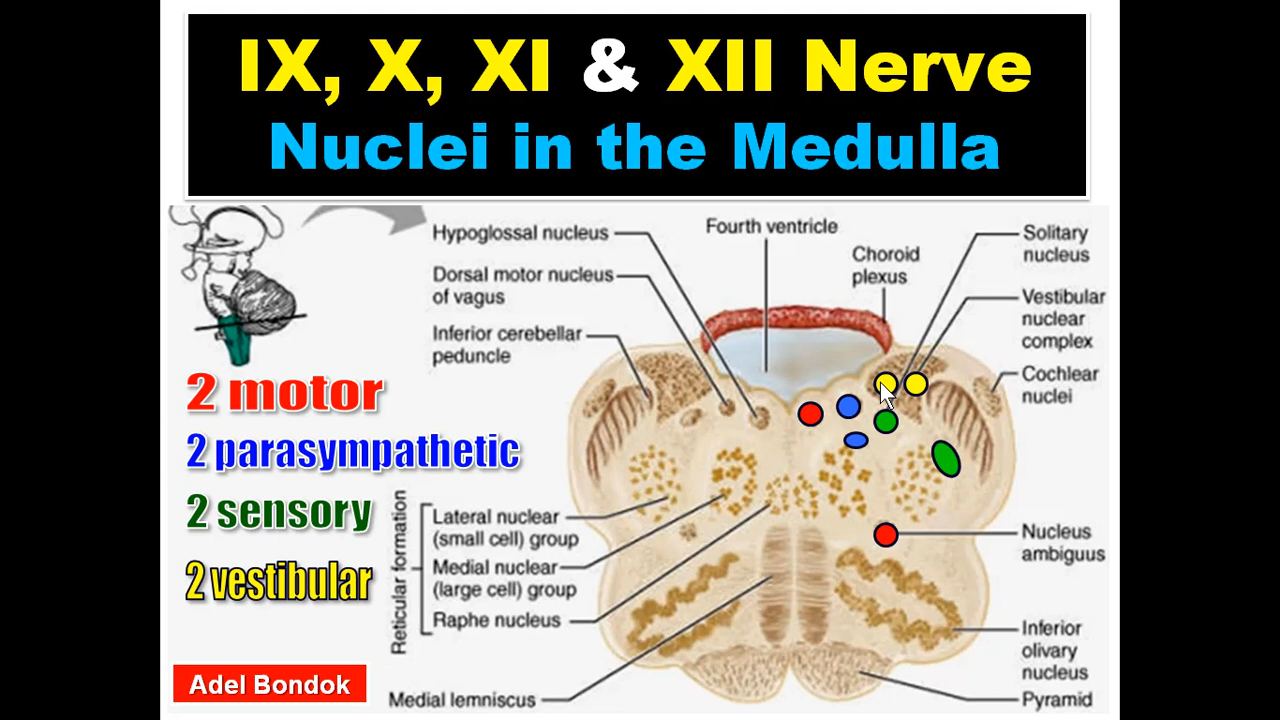 IX, X, XI & XII Nerve
Nuclei in the Medulla
Hypoglossal nucleus
Dorsal motor nucleus
of vagus
Inferior cerebellar
peduncle
Fourth ventricle
Choroid
plexus
Solitary
nucleus
Vestibular
nuclear
complex
Cochlear
nuclei
2 motor
2 parasympathetic
2 sensory
2 vestibular
Reticular formation
Lateral nuclear
(small cell) group
Medial nuclear
(large cell) group
Raphe nucleus
Medial lemniscus
Nucleus
ambiguus
Inferior
olivary
nucleus
Pyramid
Adel Bondok